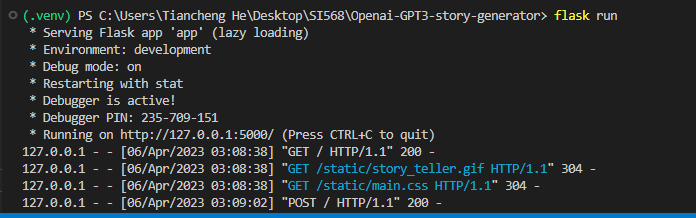 (.venv) PS C:\Users\Tiancheng He\Desktop\SI568\Openai-GPT3-story-generator> flask run
* Serving Flask app 'app' (lazy loading)
* Environment: development
* Debug mode: on
* Restarting with stat
* Debugger is active!
* Debugger PIN: 235-709-151
* Running on http://127.0.0.1:5000/ (Press CTRL+C to quit)
127.0.0.1 - - [06/Apr/2023 03:08:38] "GET / HTTP/1.1" 200 -
127.0.0.1 - - [06/Apr/2023 03:08:38] "GET /static/story_teller.gif HTTP/1.1" 304 -
127.0.0.1 - - [06/Apr/2023 03:08:38] "GET /static/main.css HTTP/1.1" 304 -
127.0.0.1 - - [06/Apr/2023 03:09:02] "POST / HTTP/1.1" 200 -